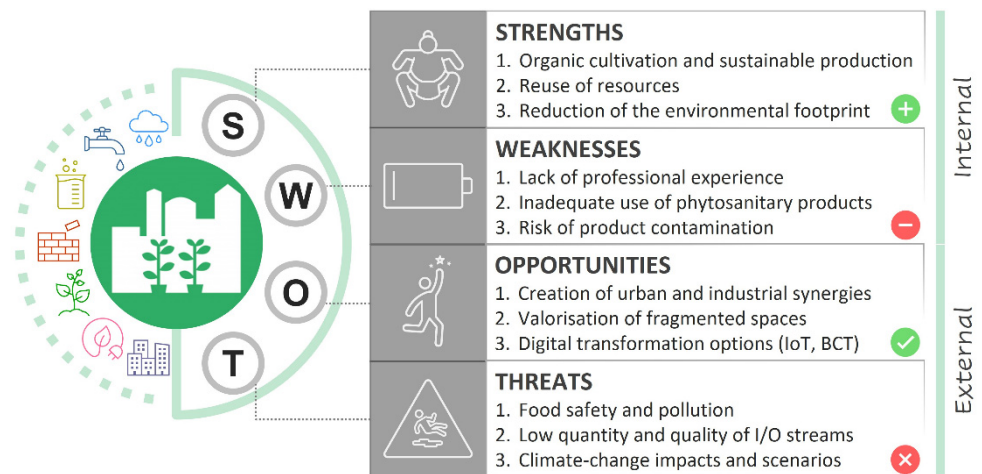 S
W
O
T
STRENGTHS
1. Organic cultivation and sustainable production
2. Reuse of resources
3. Reduction of the environmental footprint
WEAKNESSES
1. Lack of professional experience
2. Inadequate use of phytosanitary products
3. Risk of product contamination
OPPORTUNITIES
1. Creation of urban and industrial synergies
2. Valorisation of fragmented spaces
3. Digital transformation options (IoT, BCT)
THREATS
1. Food safety and pollution
2. Low quantity and quality of I/O streams
3. Climate-change impacts and scenarios
Internal
External